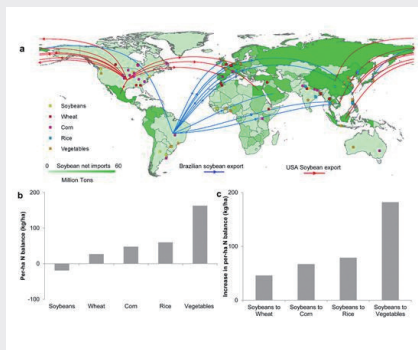 a
Soybeans
Wheat
Corn
Rice
Vegetables
0 Soybean net imports 60
Million Tons
Brazilian soybean export
USA Soybean export
b
Per-ha N balance (kg/ha)
200
100
0
-100
Soybeans
Wheat
Corn
Rice
Vegetables
c
Increase in per-ha N balance (kg/ha)
200
100
0
Soybeans to Wheat
Soybeans to Corn
Soybeans to Rice
Soybeans to Vegetables